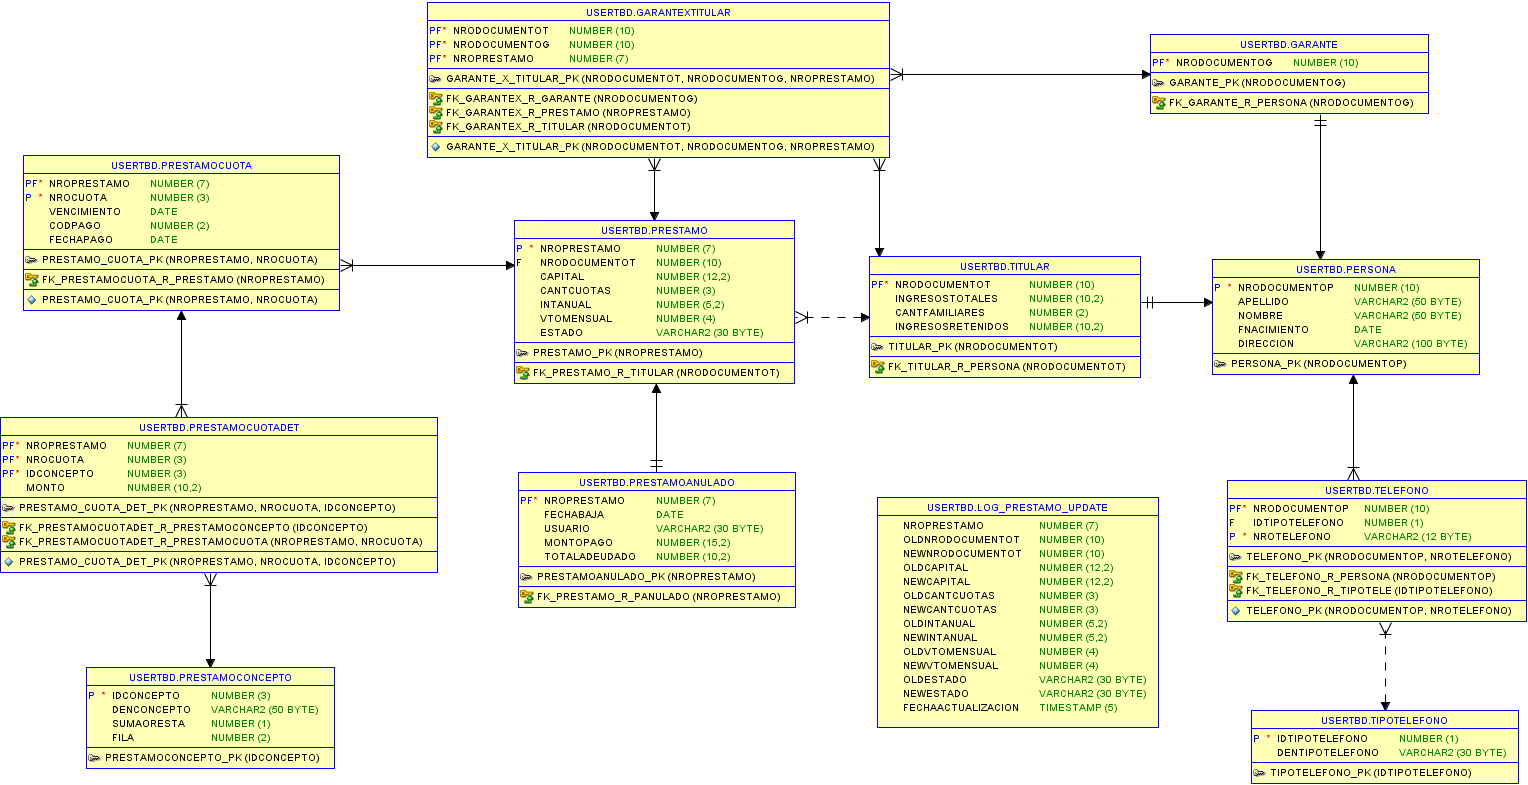 USERTBD.GARANTEXTITULAR
PF* NRODOCUMENTOT NUMBER (10)
PF* NRODOCUMENTOG NUMBER (10)
PF* NROPRESTAMO NUMBER (7)
GARANTE_X_TITULAR_PK (NRODOCUMENTOT, NRODOCUMENTOG, NROPRESTAMO)
FK_GARANTEX_R_GARANTE (NRODOCUMENTOG)
FK_GARANTEX_R_PRESTAMO (NROPRESTAMO)
FK_GARANTEX_R_TITULAR (NRODOCUMENTOT)
GARANTE_X_TITULAR_PK (NRODOCUMENTOT, NRODOCUMENTOG, NROPRESTAMO)
USERTBD.GARANTE
PF* NRODOCUMENTOG NUMBER (10)
GARANTE_PK (NRODOCUMENTOG)
FK_GARANTE_R_PERSONA (NRODOCUMENTOG)
USERTBD.PRESTAMOCUOTA
PF* NROPRESTAMO NUMBER (7)
P * NROCUOTA NUMBER (3)
VENCIMIENTO DATE
CODPAGO NUMBER (2)
FECHAPAGO DATE
PRESTAMO_CUOTA_PK (NROPRESTAMO, NROCUOTA)
FK_PRESTAMOCUOTA_R_PRESTAMO (NROPRESTAMO)
PRESTAMO_CUOTA_PK (NROPRESTAMO, NROCUOTA)
USERTBD.PRESTAMO
P * NROPRESTAMO NUMBER (7)
F NRODOCUMENTOT NUMBER (10)
CAPITAL NUMBER (12,2)
CANTCUOTAS NUMBER (3)
INTANUAL NUMBER (5,2)
VTOMENSUAL NUMBER (4)
ESTADO VARCHAR2 (30 BYTE)
PRESTAMO_PK (NROPRESTAMO)
FK_PRESTAMO_R_TITULAR (NRODOCUMENTOT)
USERTBD.TITULAR
PF* NRODOCUMENTOT NUMBER (10)
INGRESOSTOTALES NUMBER (10,2)
CANTFAMILIARES NUMBER (2)
INGRESOSRETENIDOS NUMBER (10,2)
TITULAR_PK (NRODOCUMENTOT)
FK_TITULAR_R_PERSONA (NRODOCUMENTOT)
USERTBD.PERSONA
P * NRODOCUMENTOP NUMBER (10)
APELLIDO VARCHAR2 (50 BYTE)
NOMBRE VARCHAR2 (50 BYTE)
FNACIMIENTO DATE
DIRECCION VARCHAR2 (100 BYTE)
PERSONA_PK (NRODOCUMENTOP)
USERTBD.PRESTAMOCUOTADET
PF* NROPRESTAMO NUMBER (7)
PF* NROCUOTA NUMBER (3)
PF* IDCONCEPTO NUMBER (3)
MONTO NUMBER (10,2)
PRESTAMO_CUOTA_DET_PK (NROPRESTAMO, NROCUOTA, IDCONCEPTO)
FK_PRESTAMOCUOTADET_R_PRESTAMOCONCEPTO (IDCONCEPTO)
FK_PRESTAMOCUOTADET_R_PRESTAMOCUOTA (NROPRESTAMO, NROCUOTA)
PRESTAMO_CUOTA_DET_PK (NROPRESTAMO, NROCUOTA, IDCONCEPTO)
USERTBD.PRESTAMOANULADO
PF* NROPRESTAMO NUMBER (7)
FECHABAJA DATE
USUARIO VARCHAR2 (30 BYTE)
MONTOPAGO NUMBER (15,2)
TOTALADEUDADO NUMBER (10,2)
PRESTAMOANULADO_PK (NROPRESTAMO)
FK_PRESTAMO_R_PANULADO (NROPRESTAMO)
USERTBD.LOG_PRESTAMO_UPDATE
NROPRESTAMO NUMBER (7)
OLDNRODOCUMENTOT NUMBER (10)
NEWNRODOCUMENTOT NUMBER (10)
OLDCAPITAL NUMBER (12,2)
NEWCAPITAL NUMBER (12,2)
OLDCANTCUOTAS NUMBER (3)
NEWCANTCUOTAS NUMBER (3)
OLDINTANUAL NUMBER (5,2)
NEWINTANUAL NUMBER (5,2)
OLDVTOMENSUAL NUMBER (4)
NEWVTOMENSUAL NUMBER (4)
OLDESTADO VARCHAR2 (30 BYTE)
NEWESTADO VARCHAR2 (30 BYTE)
FECHAACTUALIZACION TIMESTAMP (5)
USERTBD.TELEFONO
PF* NRODOCUMENTOP NUMBER (10)
F IDTIPOTELEFONO NUMBER (1)
P * NROTELEFONO VARCHAR2 (12 BYTE)
TELEFONO_PK (NRODOCUMENTOP, NROTELEFONO)
FK_TELEFONO_R_PERSONA (NRODOCUMENTOP)
FK_TELEFONO_R_TIPOTELE (IDTIPOTELEFONO)
TELEFONO_PK (NRODOCUMENTOP, NROTELEFONO)
USERTBD.PRESTAMOCONCEPTO
P * IDCONCEPTO NUMBER (3)
DENCONCEPTO VARCHAR2 (50 BYTE)
SUMAORESTA NUMBER (1)
FILA NUMBER (2)
PRESTAMOCONCEPTO_PK (IDCONCEPTO)
USERTBD.TIPOTELEFONO
P * IDTIPOTELEFONO NUMBER (1)
DENTIPOTELEFONO VARCHAR2 (30 BYTE)
TIPOTELEFONO_PK (IDTIPOTELEFONO)